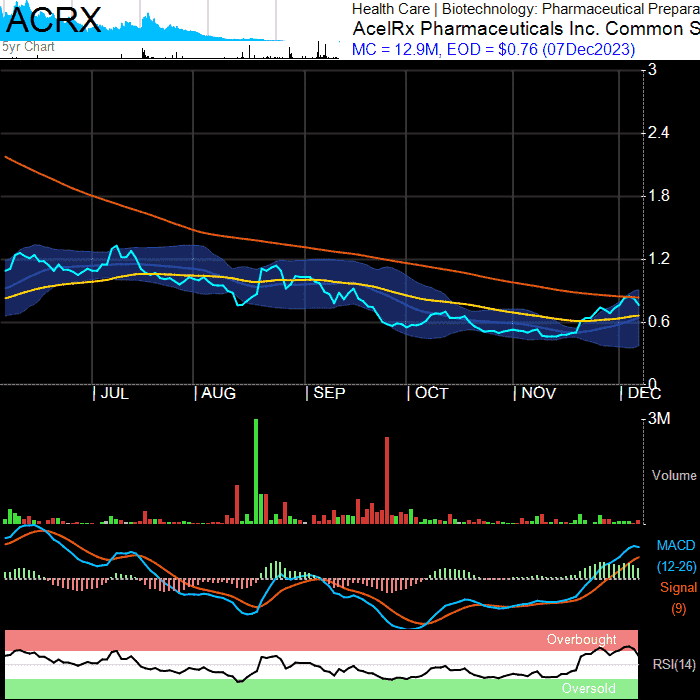 ACRX
5yr Chart
Health Care | Biotechnology: Pharmaceutical Prepara
AcelRx Pharmaceuticals Inc. Common S
MC = 12.9M, EOD = $0.76 (07Dec2023)
3
2.4
1.8
1.2
0.6
0
JUL
AUG
SEP
OCT
NOV
DEC
3M
Volume
MACD
(12-26)
Signal
(9)
Overbought
RSI(14)
Oversold